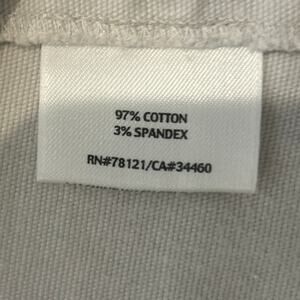 97% COTTON
3% SPANDEX
RN#78121/CA#34460